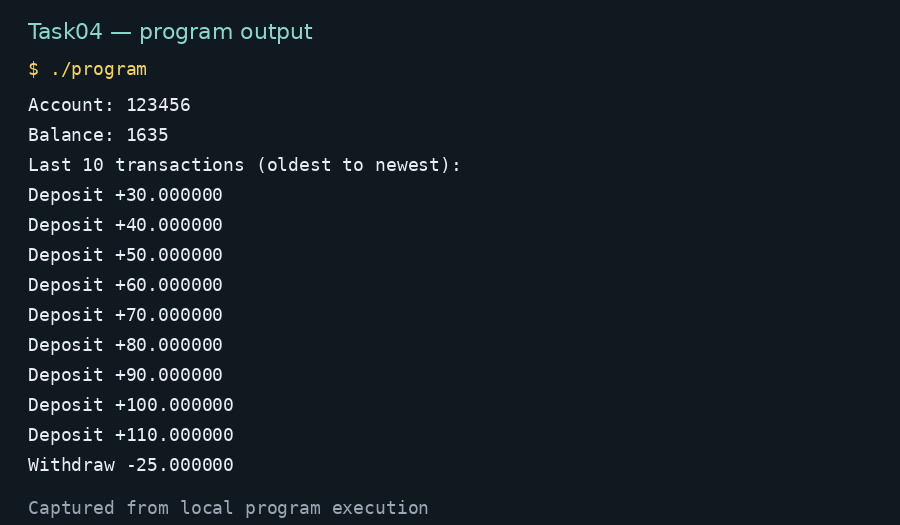 Task04 — program output
$ ./program
Account: 123456
Balance: 1635
Last 10 transactions (oldest to newest):
Deposit +30.000000
Deposit +40.000000
Deposit +50.000000
Deposit +60.000000
Deposit +70.000000
Deposit +80.000000
Deposit +90.000000
Deposit +100.000000
Deposit +110.000000
Withdraw -25.000000
Captured from local program execution